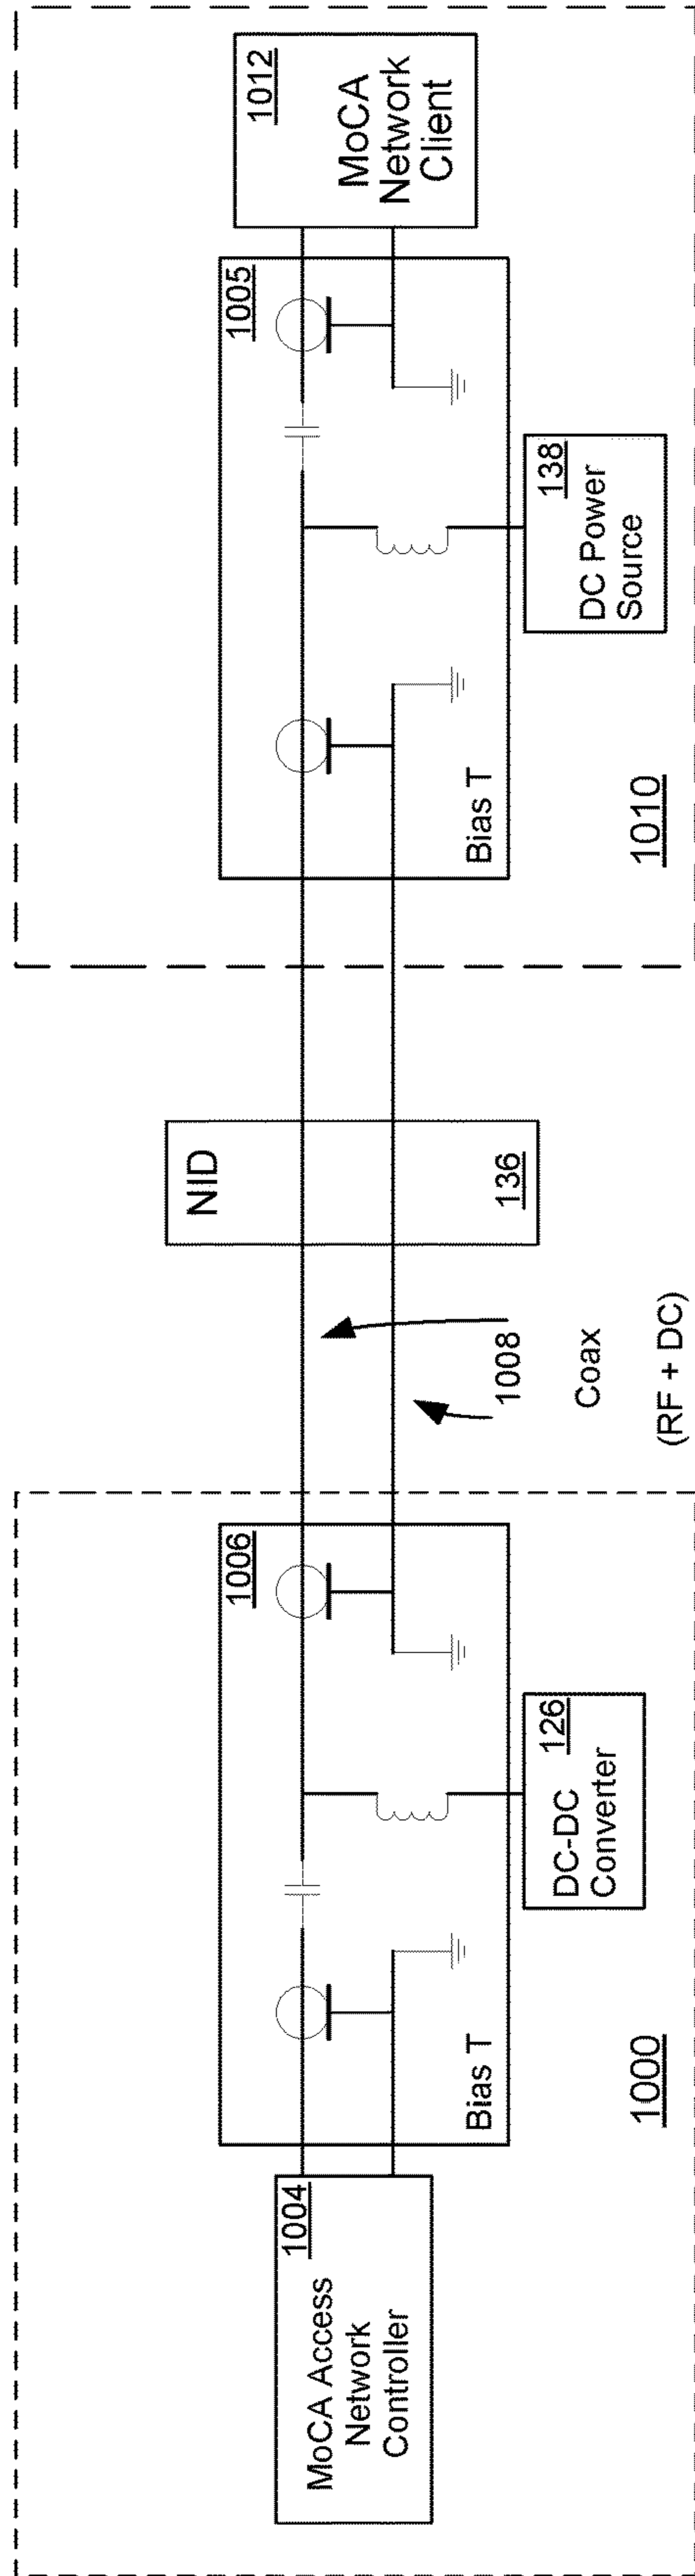 1004
MoCA Access
Network
Controller
1006
Bias T
126
DC-DC
Converter
1000
1008
Coax
(RF + DC)
NID
136
1005
Bias T
138
DC Power
Source
1010
1012
MoCA
Network
Client